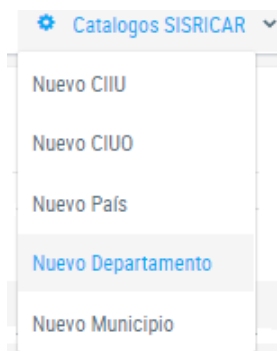 Catalogos SISRICAR
Nuevo CIIU
Nuevo CIUO
Nuevo País
Nuevo Departamento
Nuevo Municipio